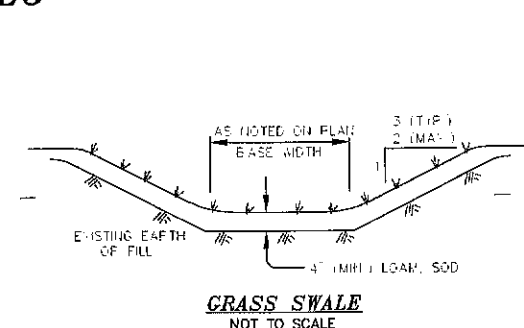 3 (TYP)
2 (MAX)
AS NOTED ON PLAN
BASE WIDTH
1
EXISTING EARTH
OF FILL
4" (MIN) LOAM, SOD
GRASS SWALE
NOT TO SCALE